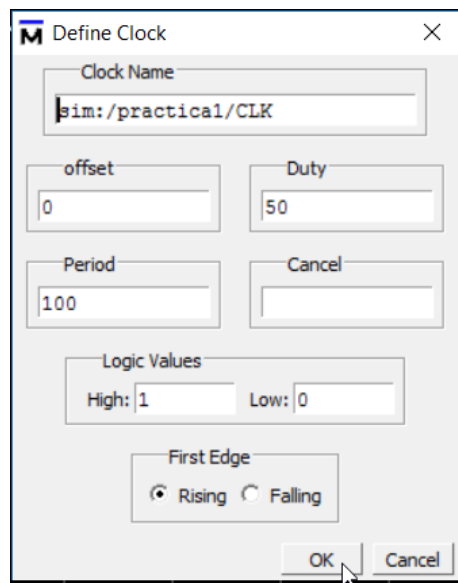 M Define Clock
Clock Name
sim:/practica1/CLK
offset Duty
0 50
Period Cancel
100
Logic Values
High: 1 Low: 0
First Edge
Rising Falling
OK Cancel